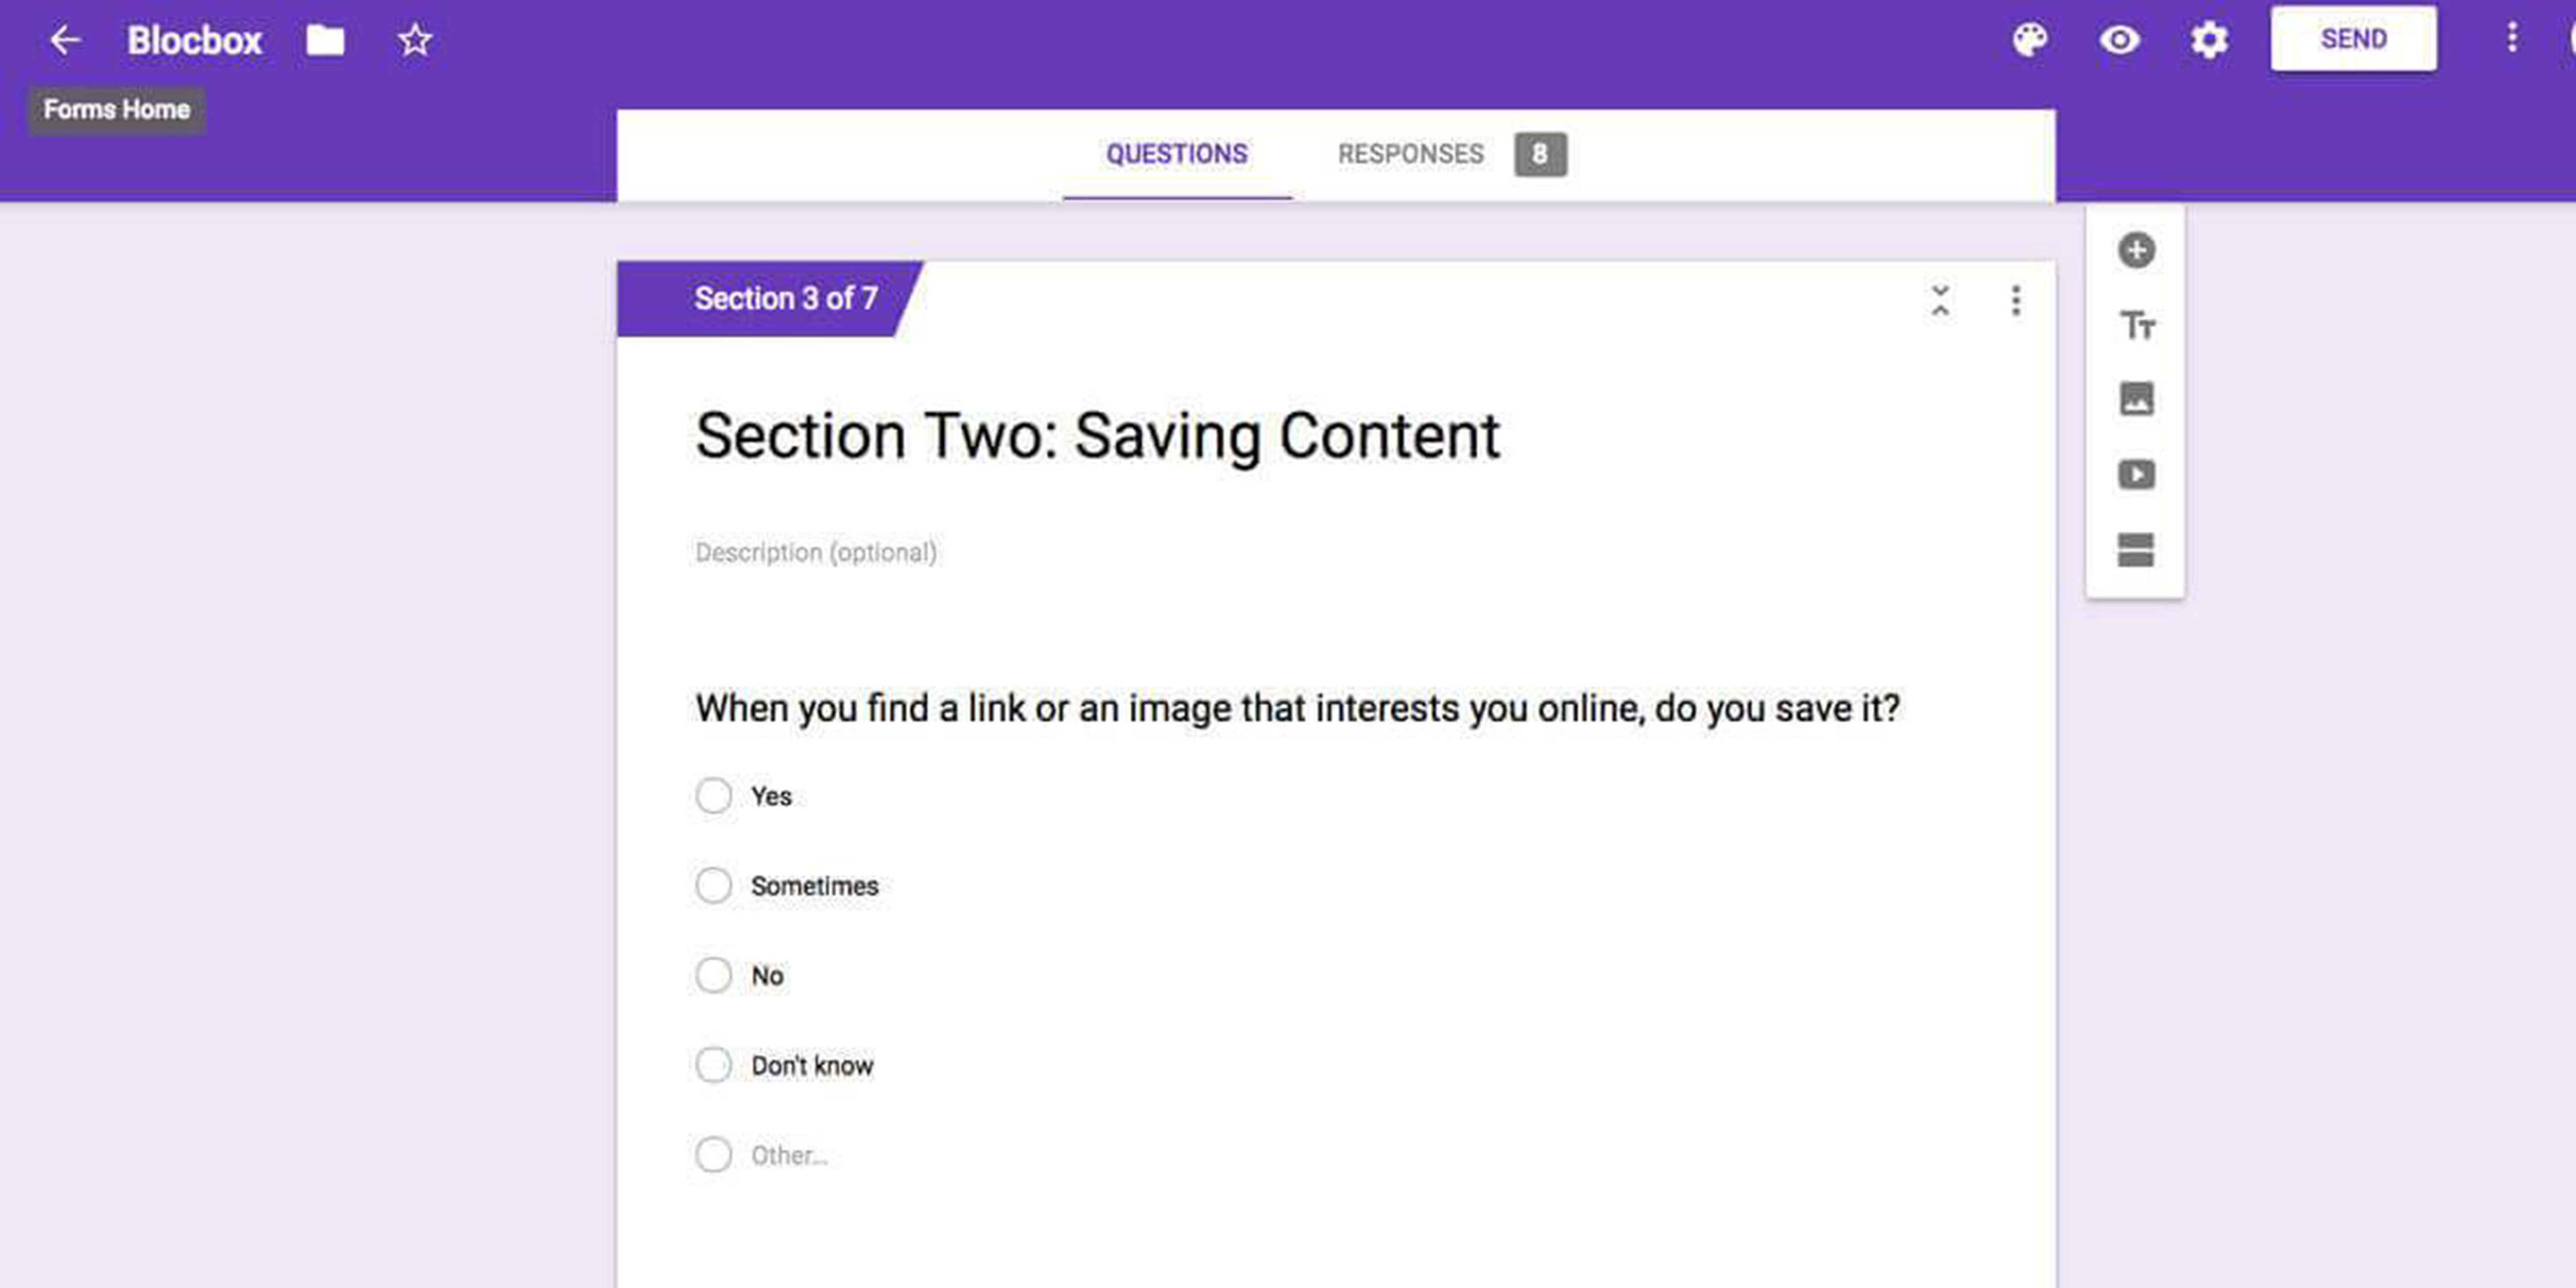 Blocbox
SEND
Forms Home
QUESTIONS RESPONSES 8
Section 3 of 7
Tт
Section Two: Saving Content
Description (optional)
When you find a link or an image that interests you online, do you save it?
Yes
Sometimes
No
Don't know
Other...